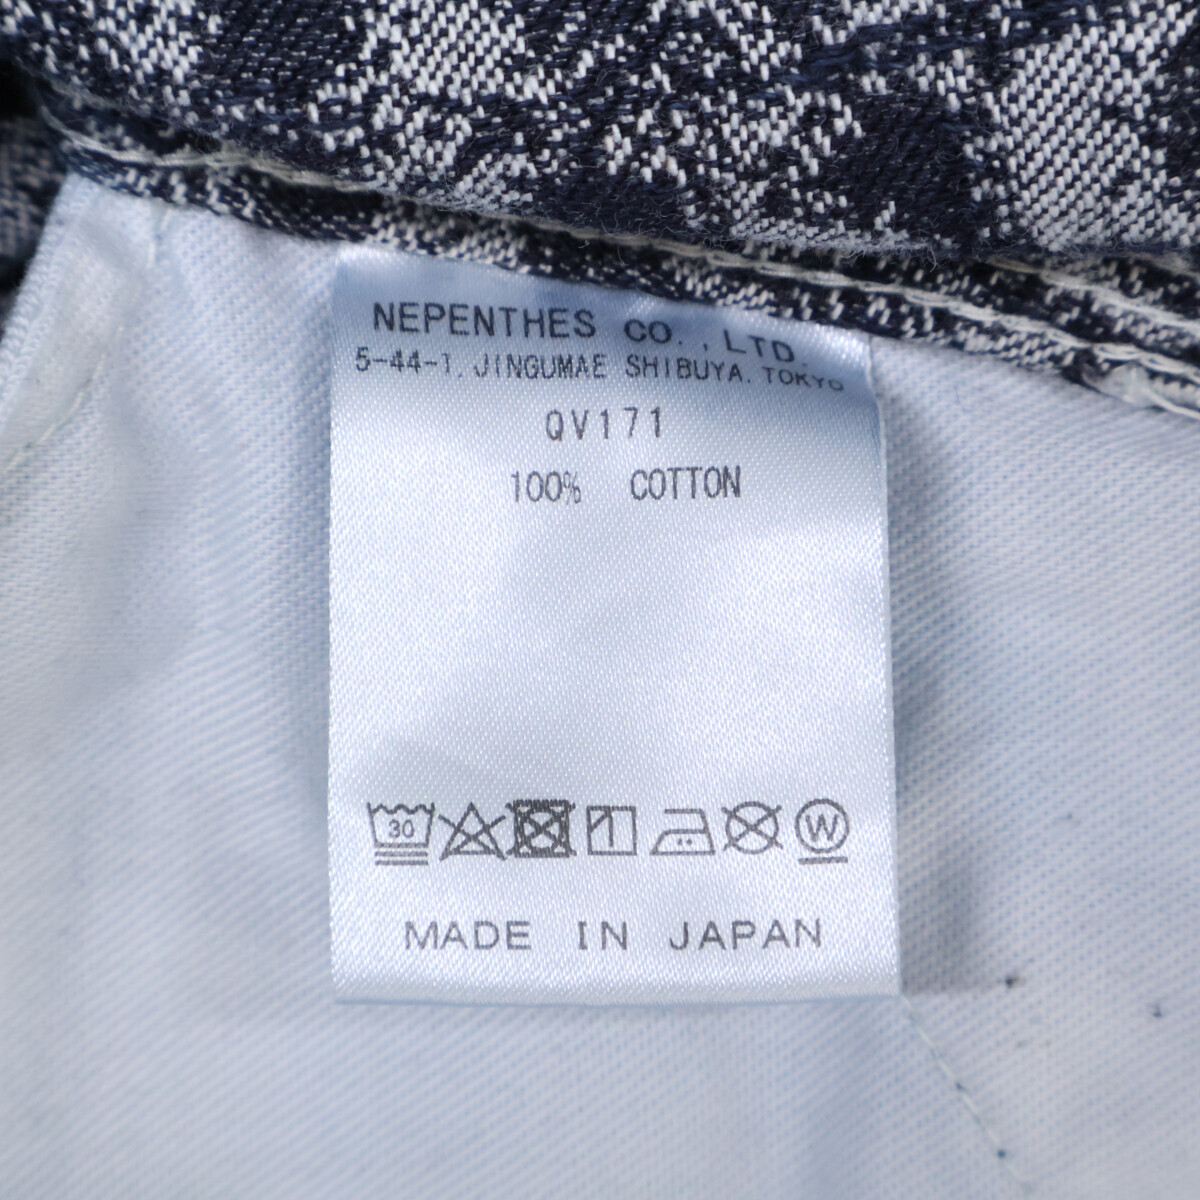 NEPENTHES CO., LTD.
5-44-1, JINGUMAE SHIBUYA, TOKYO
QV171
100% COTTON
30 W
MADE IN JAPAN